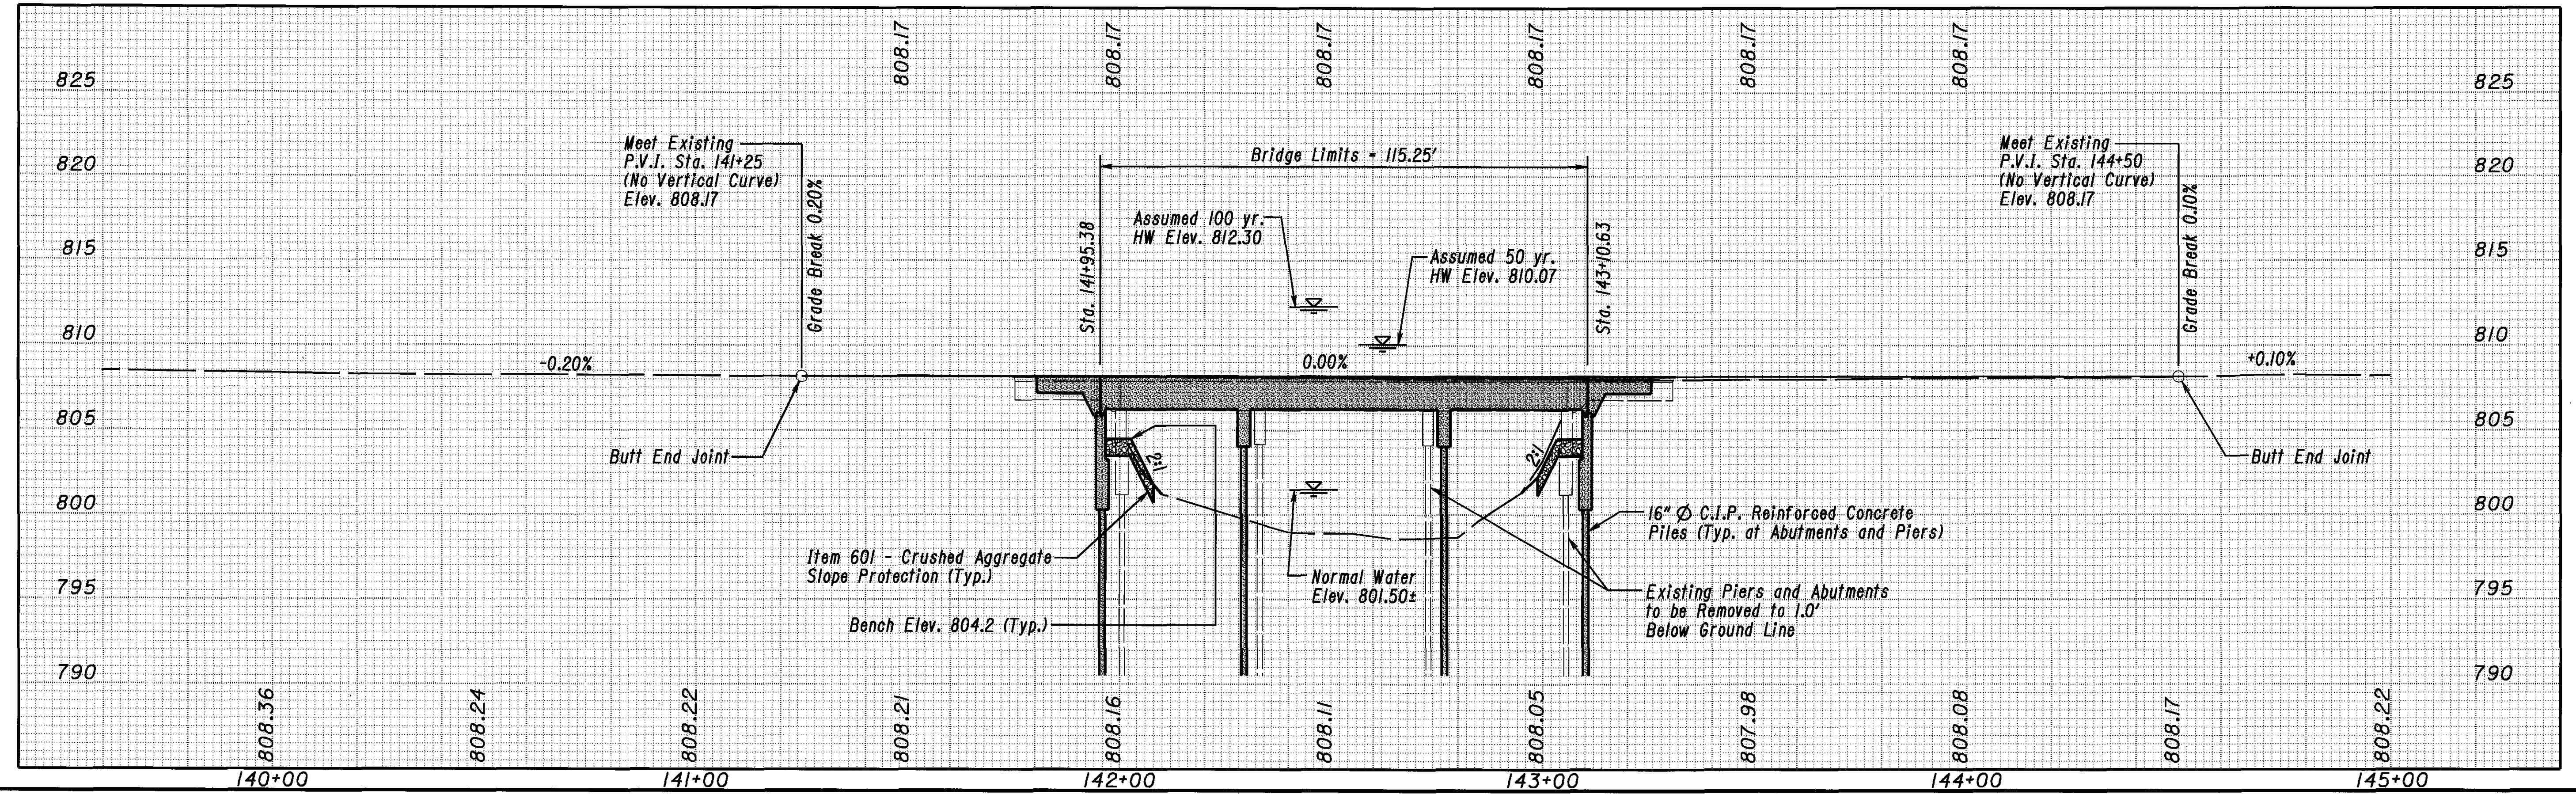 808.17 808.17 808.17 808.17 808.17 808.17
825 825
820 820
815 815
810 810
805 805
800 800
795 795
790 790
Meet Existing
P.V.I. Sta. 141+25
(No Vertical Curve)
Elev. 808.17
Grade Break 0.20%
Bridge Limits = 115.25'
Meet Existing
P.V.I. Sta. 144+50
(No Vertical Curve)
Elev. 808.17
Grade Break 0.10%
Sta. 141+95.38
Assumed 100 yr.
HW Elev. 812.30
Assumed 50 yr.
HW Elev. 810.07
Sta. 143+10.63
-0.20%
0.00%
+0.10%
Butt End Joint
2:1
2:1
Butt End Joint
Item 601 - Crushed Aggregate
Slope Protection (Typ.)
Bench Elev. 804.2 (Typ.)
Normal Water
Elev. 801.50±
16" Ø C.I.P. Reinforced Concrete
Piles (Typ. at Abutments and Piers)
Existing Piers and Abutments
to be Removed to 1.0'
Below Ground Line
808.36 808.24 808.22 808.21 808.16 808.11 808.05 807.98 808.08 808.17 808.22
140+00 141+00 142+00 143+00 144+00 145+00